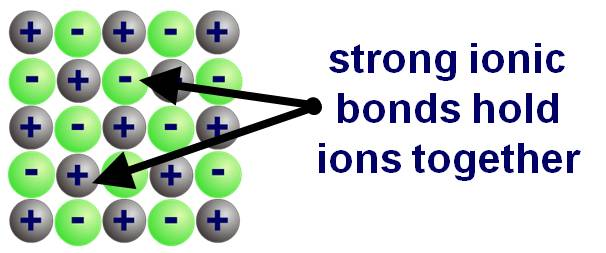 + - + - +
- + - -
+ - + - +
- + + -
+ - + - +
strong ionic
bonds hold
ions together